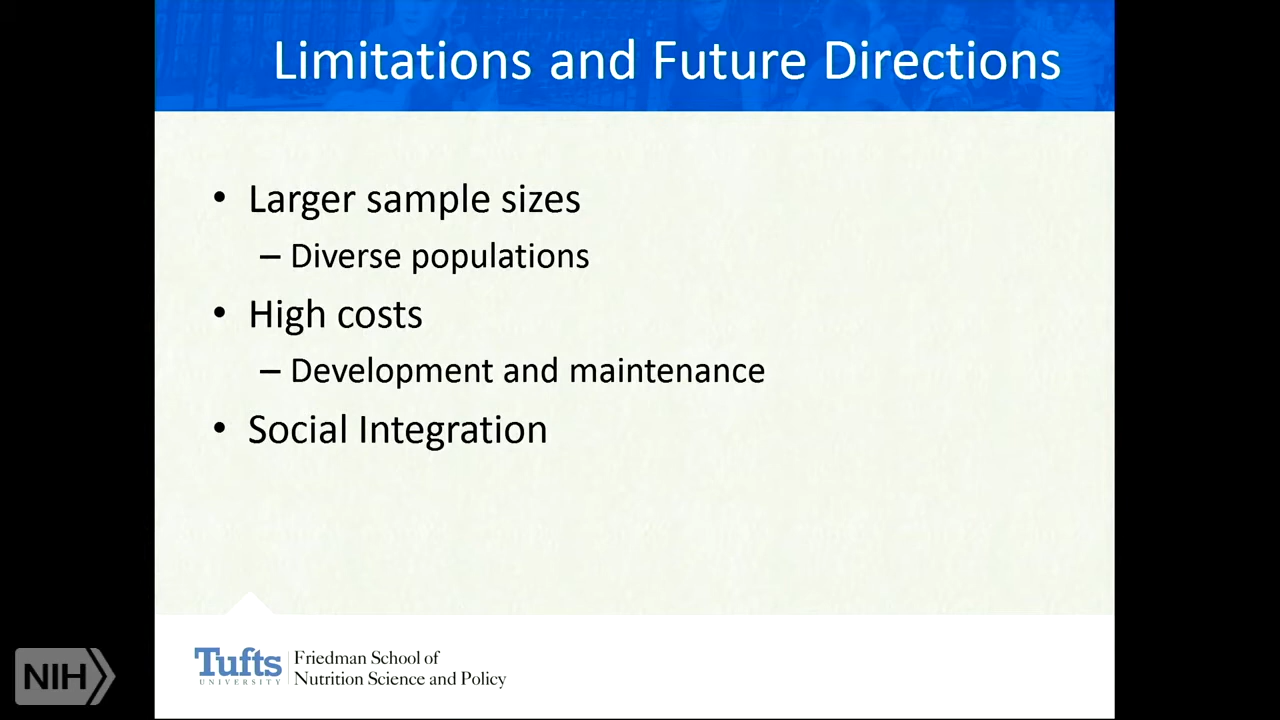 Limitations and Future Directions
• Larger sample sizes
– Diverse populations
• High costs
– Development and maintenance
• Social Integration
Tufts
UNIVERSITY
Friedman School of
Nutrition Science and Policy
NIH